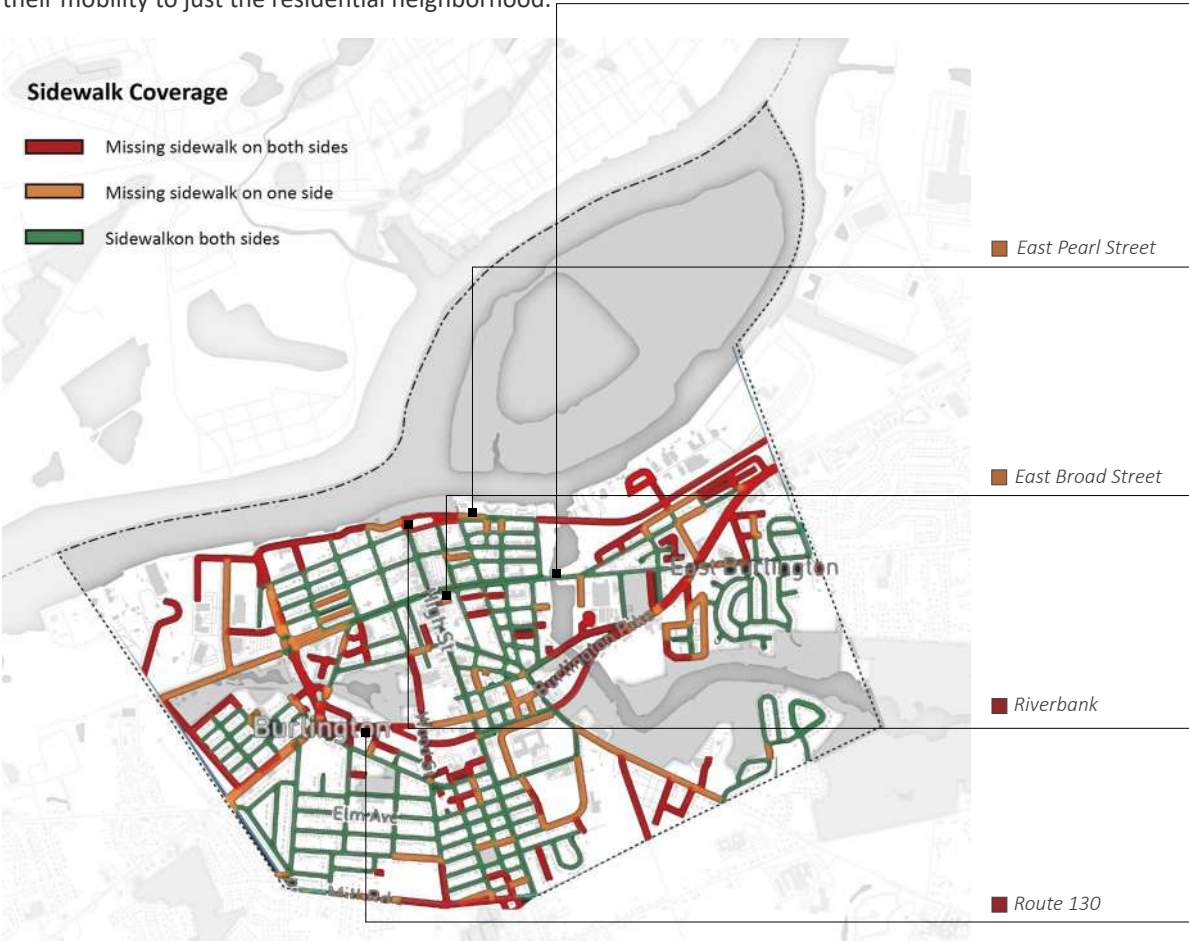 their mobility to just the residential neighborhood.
Sidewalk Coverage
Missing sidewalk on both sides
Missing sidewalk on one side
Sidewalkon both sides
East Pearl Street
East Broad Street
East Burlington
High St
Burlington Pike
Riverbank
Burlington
Elm Ave
Mill Rd
Route 130